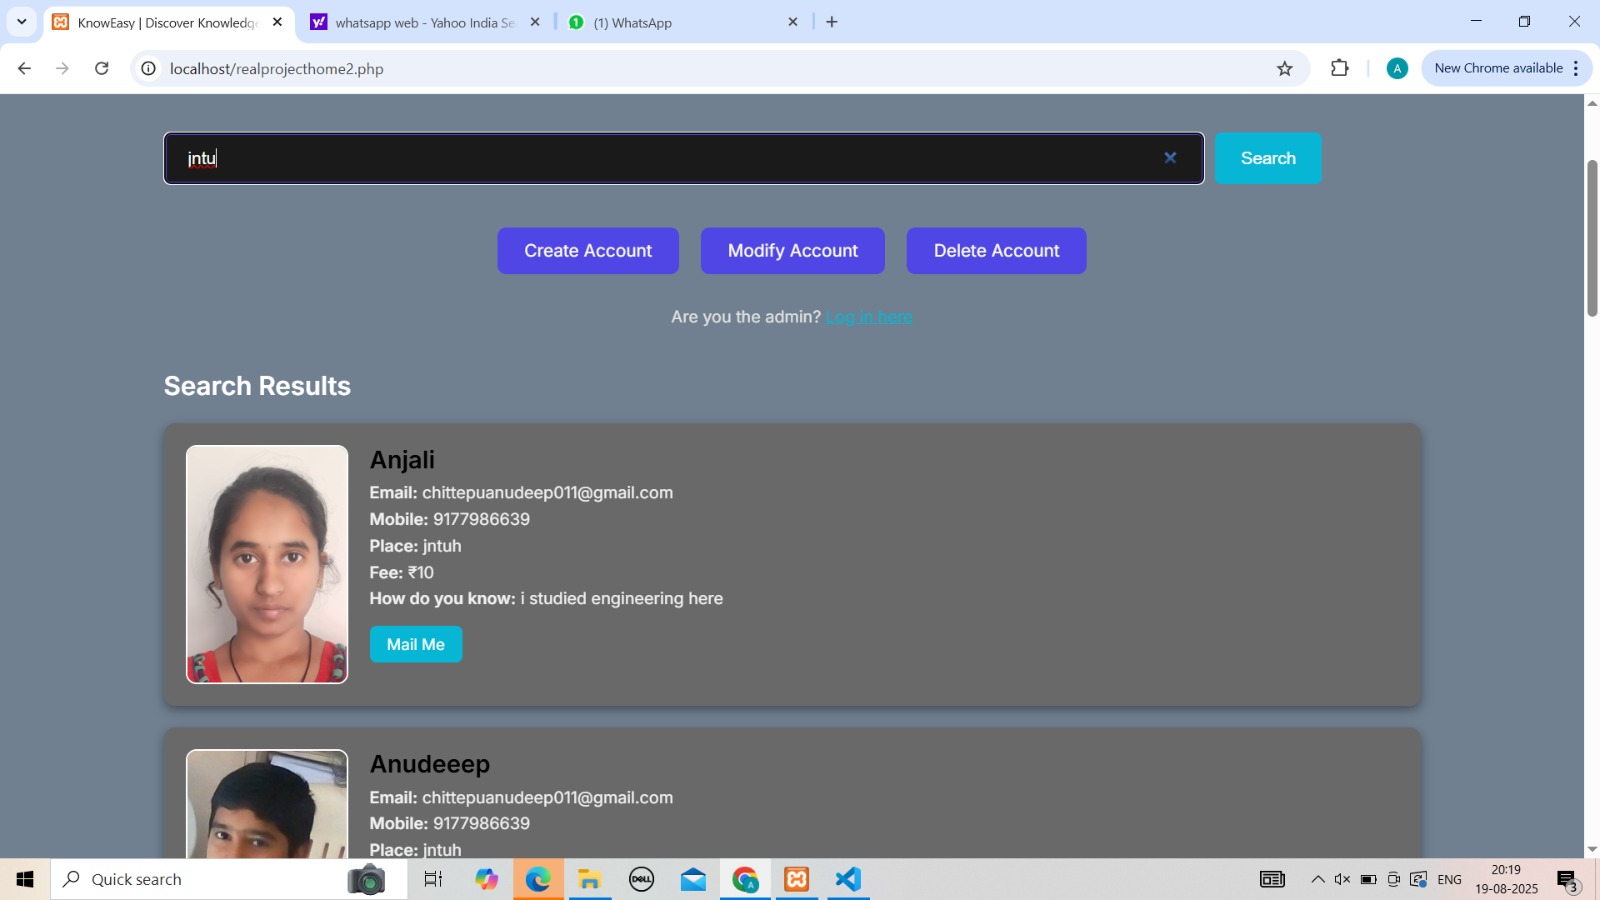 KnowEasy | Discover Knowledge
whatsapp web - Yahoo India Se
(1) WhatsApp
localhost/realprojecthome2.php
A
New Chrome available
jntu
Search
Create Account
Modify Account
Delete Account
Are you the admin? Log in here
Search Results
Anjali
Email: chittepuanudeep011@gmail.com
Mobile: 9177986639
Place: jntuh
Fee: ₹10
How do you know: i studied engineering here
Mail Me
Anudeeep
Email: chittepuanudeep011@gmail.com
Mobile: 9177986639
Place: jntuh
Quick search
DELL
ENG
20:19
19-08-2025
3